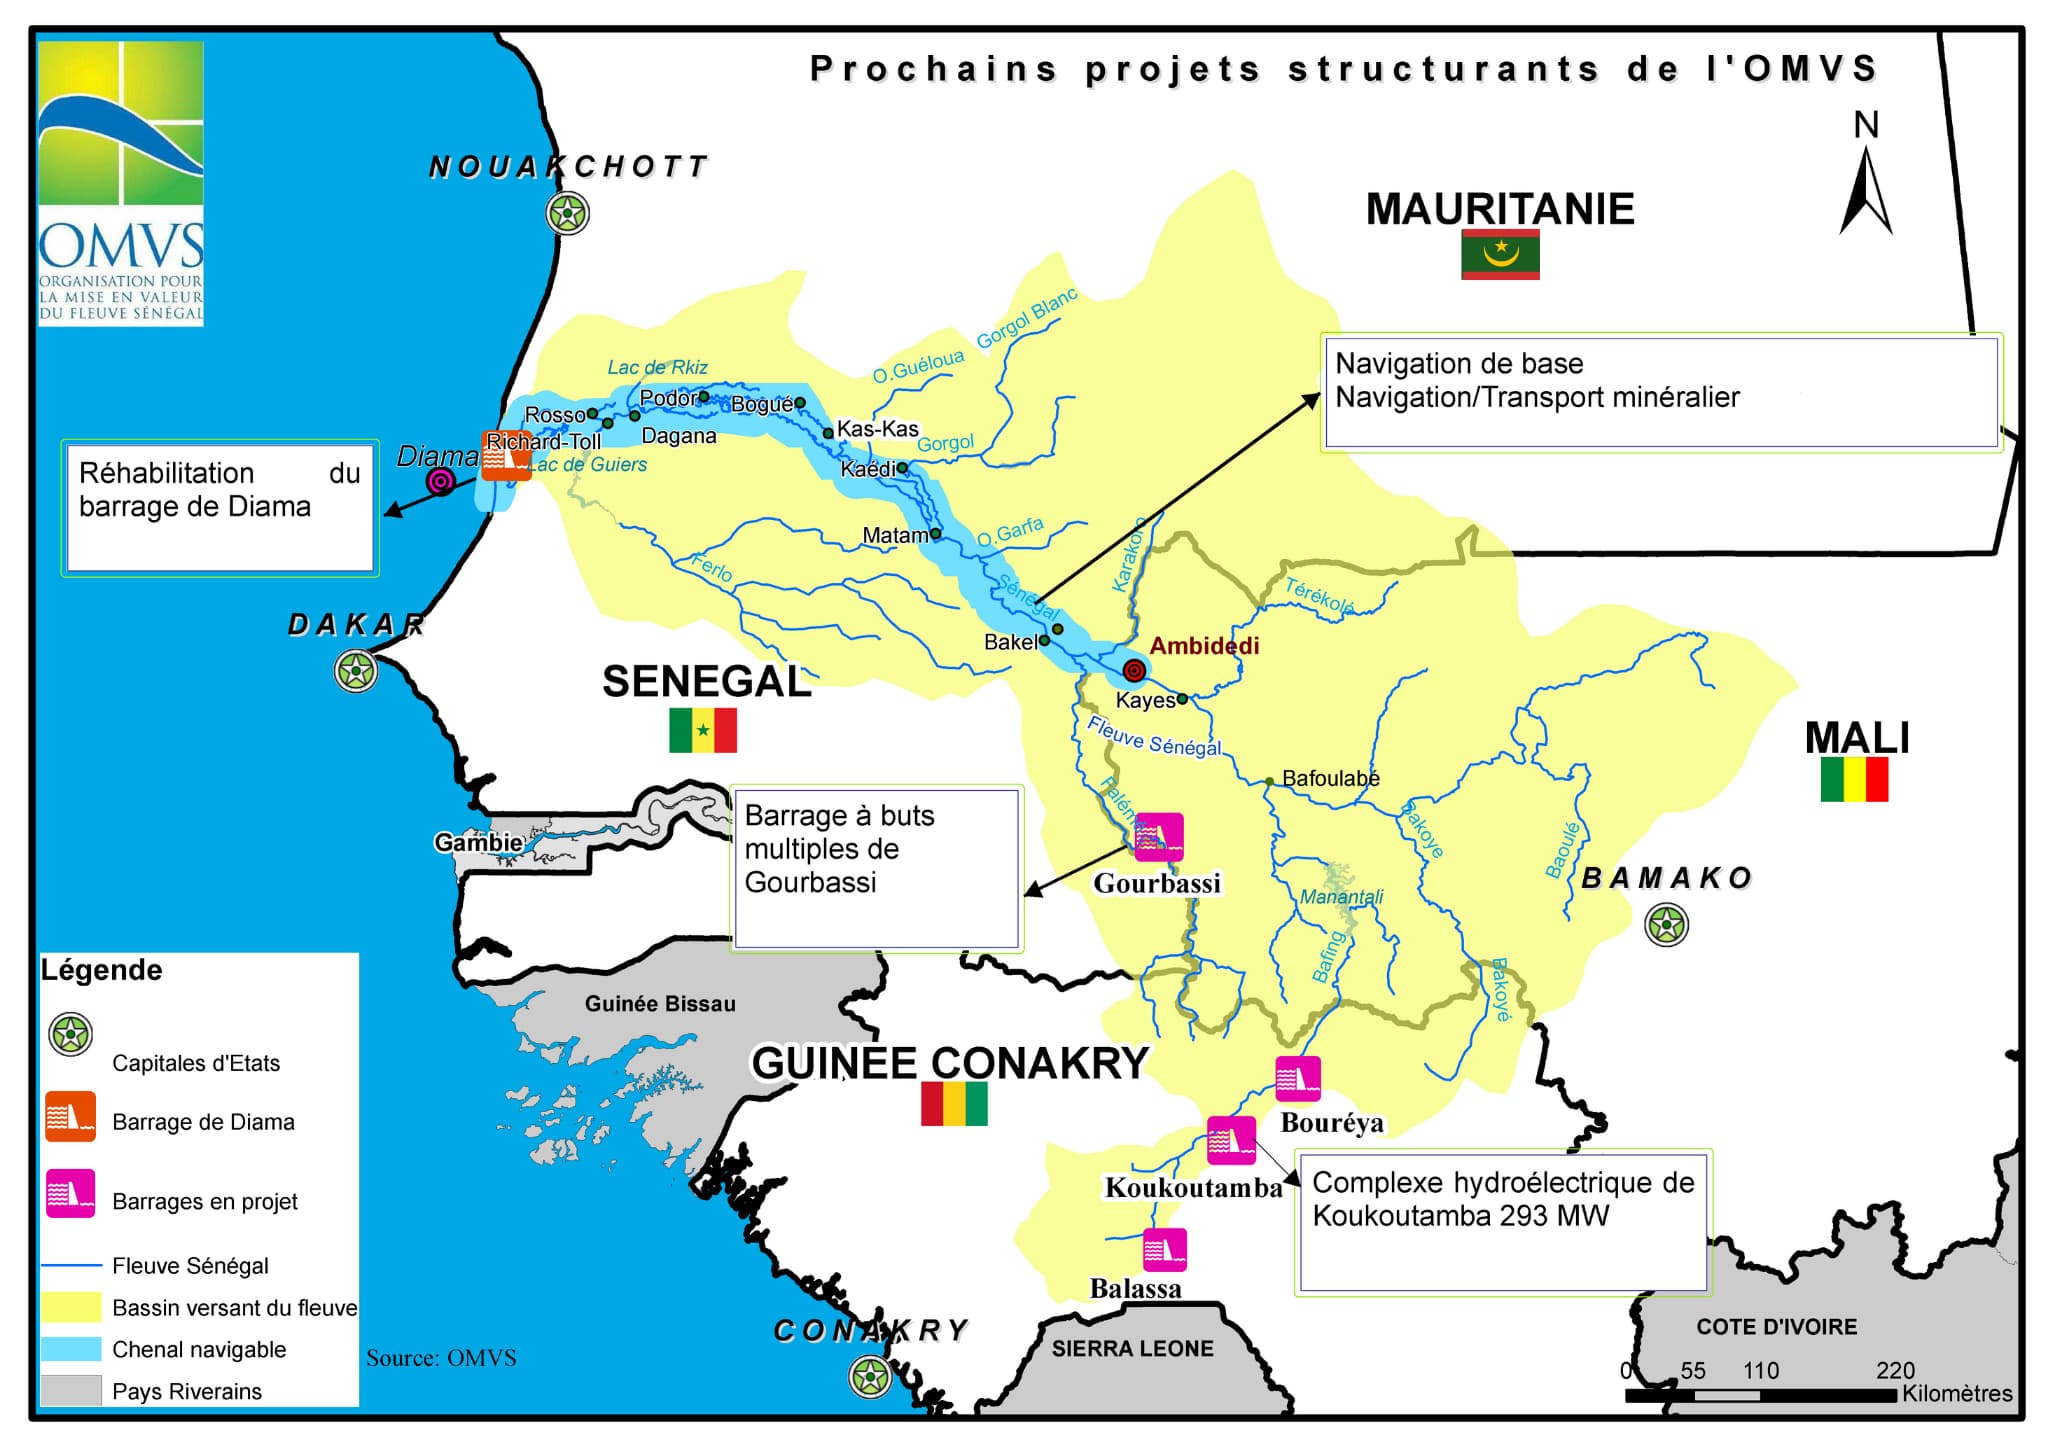 Prochains projets structurants de l'OMVS
N
OMVS
ORGANISATION POUR
LA MISE EN VALEUR
DU FLEUVE SÉNÉGAL
NOUAKCHOTT
MAURITANIE
Gorgol Blanc
O.Guéloua
Lac de Rkiz
Navigation de base
Navigation/Transport minéralier
Podor
Bogué
Rosso
Kas-Kas
Richard-Toll
Dagana
Gorgol
Diama
Lac de Guiers
Kaédi
Réhabilitation du
barrage de Diama
Matam
O.Garfa
Karakoro
Ferlo
Sénégal
Térékolé
DAKAR
Bakel
Ambidedi
SENEGAL
Kayes
Fleuve Sénégal
MALI
Bafoulabé
Falémé
Barrage à buts
multiples de
Gourbassi
Gambie
Bakoye
Baoulé
Gourbassi
BAMAKO
Manantali
Bafing
Bakoyé
Guinée Bissau
GUINEE CONAKRY
Bouréya
Koukoutamba
Complexe hydroélectrique de
Koukoutamba 293 MW
Balassa
CONAKRY
SIERRA LEONE
COTE D'IVOIRE
0 55 110 220
Kilomètres
Légende
Capitales d'Etats
Barrage de Diama
Barrages en projet
Fleuve Sénégal
Bassin versant du fleuve
Chenal navigable
Pays Riverains
Source: OMVS